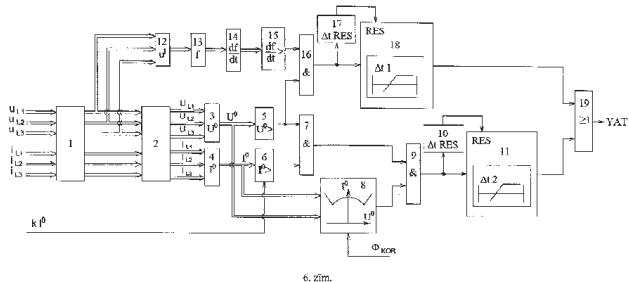 17
Δt RES
RES
18
Δt 1
12
u¹
13
f
14
df
dt
15
df
dt >
16
&
19
≥1
YAT
u L1
u L2
u L3
i L1
i L2
i L3
1
2
U L1
U L2
U L3
i L1
i L2
i L3
3
U⁰
4
I⁰
U⁰
I⁰
5
U⁰>
6
I⁰>
7
&
I⁰ 8
U⁰
9
&
10
Δt RES
RES
11
Δt 2
k I⁰
Φ KOR
6. zīm.